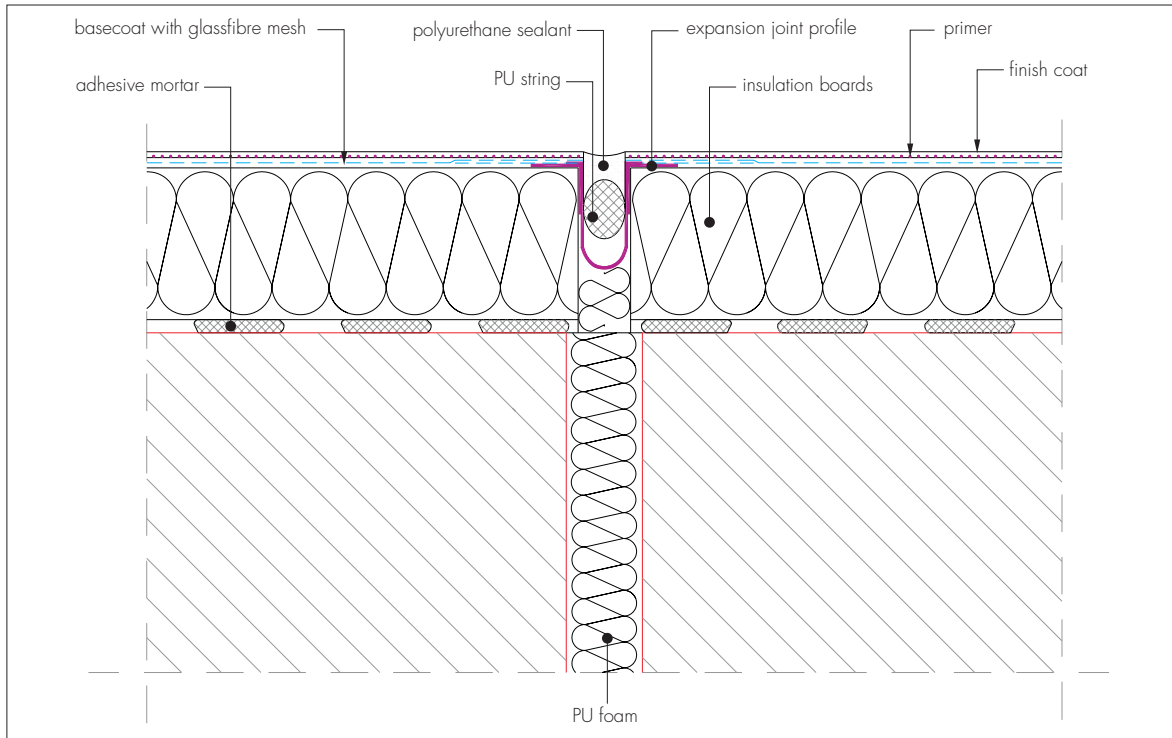 basecoat with glassfibre mesh
polyurethane sealant
expansion joint profile
primer
adhesive mortar
PU string
insulation boards
finish coat
PU foam